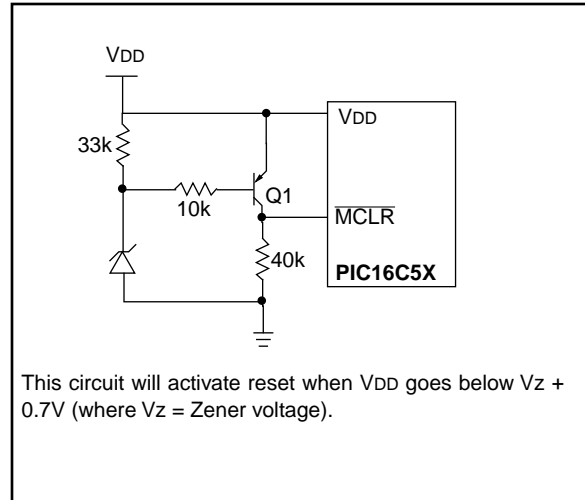 VDD
VDD
33k
Q1
10k
MCLR
40k
PIC16C5X
This circuit will activate reset when VDD goes below Vz +
0.7V (where Vz = Zener voltage).